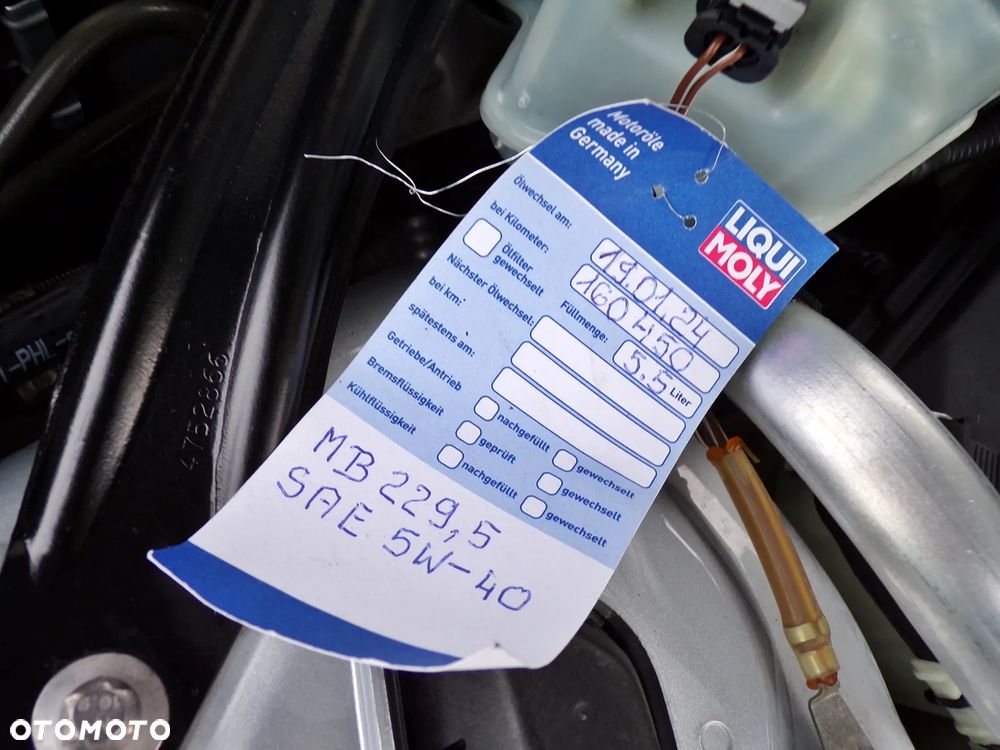 Motoröle
made in
Germany
LIQUI
MOLY
Ölwechsel am:
19.01.24
bei Kilometer:
160450
Ölfilter
gewechselt
Füllmenge:
5.5 Liter
Nächster Ölwechsel:
bei km:
spätestens am:
Getriebe/Antrieb
nachgefüllt
gewechselt
Bremsflüssigkeit
geprüft
gewechselt
Kühlflüssigkeit
nachgefüllt
gewechselt
MB 229,5
SAE 5W-40
4752866
OTOMOTO